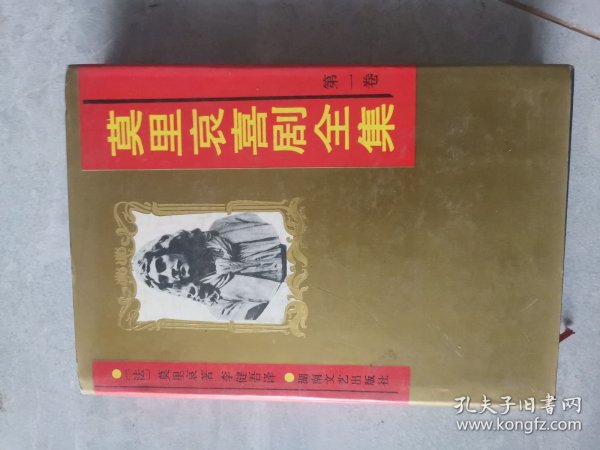 莫里哀喜剧全集
第一卷
〔法〕莫里哀著 李健吾译
湖南文艺出版社
孔夫子旧书网
www.kongfz.com